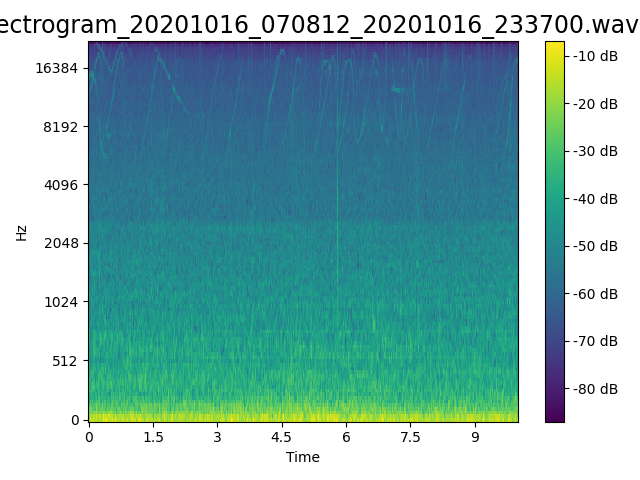 ectrogram_20201016_070812_20201016_233700.wav
16384
8192
4096
2048
1024
512
0
Hz
0 1.5 3 4.5 6 7.5 9
Time
-10 dB
-20 dB
-30 dB
-40 dB
-50 dB
-60 dB
-70 dB
-80 dB